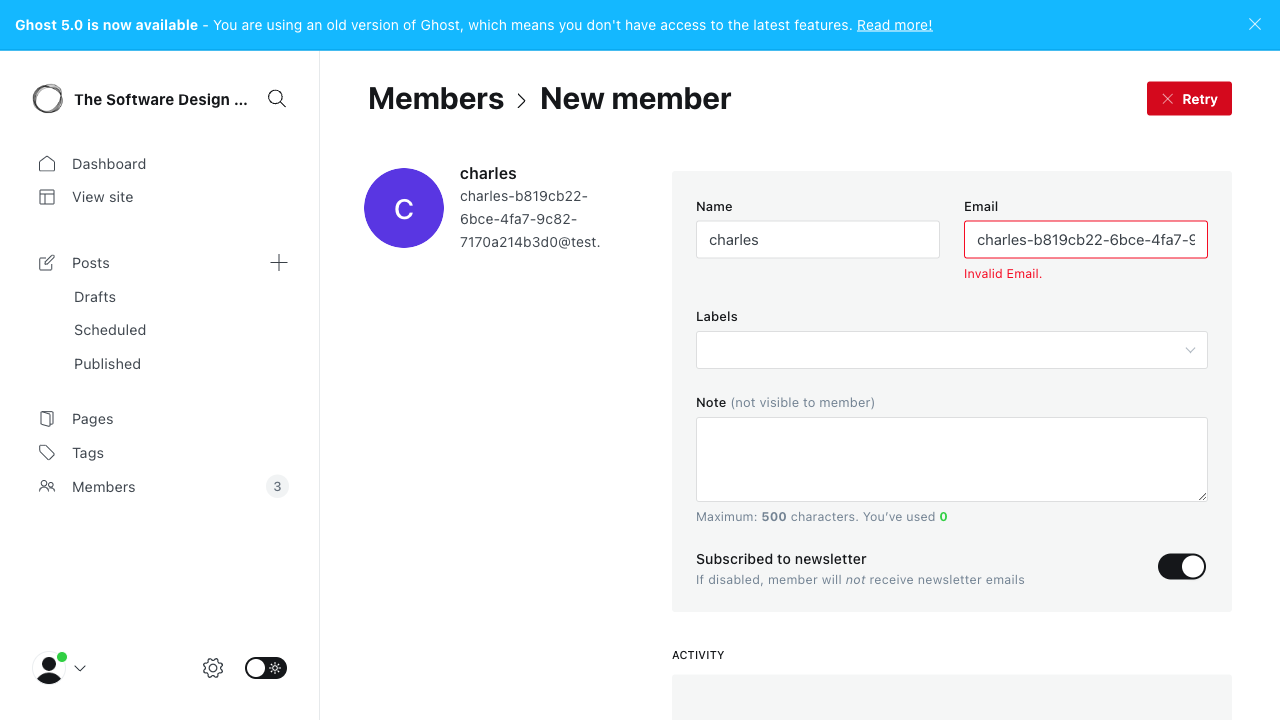 Ghost 5.0 is now available - You are using an old version of Ghost, which means you don't have access to the latest features. Read more!
The Software Design ...
Dashboard
View site
Posts
Drafts
Scheduled
Published
Pages
Tags
Members 3
Members > New member
Retry
C
charles
charles-b819cb22-
6bce-4fa7-9c82-
7170a214b3d0@test.
Name
charles
Email
charles-b819cb22-6bce-4fa7-9
Invalid Email.
Labels
Note (not visible to member)
Maximum: 500 characters. You've used 0
Subscribed to newsletter
If disabled, member will not receive newsletter emails
ACTIVITY